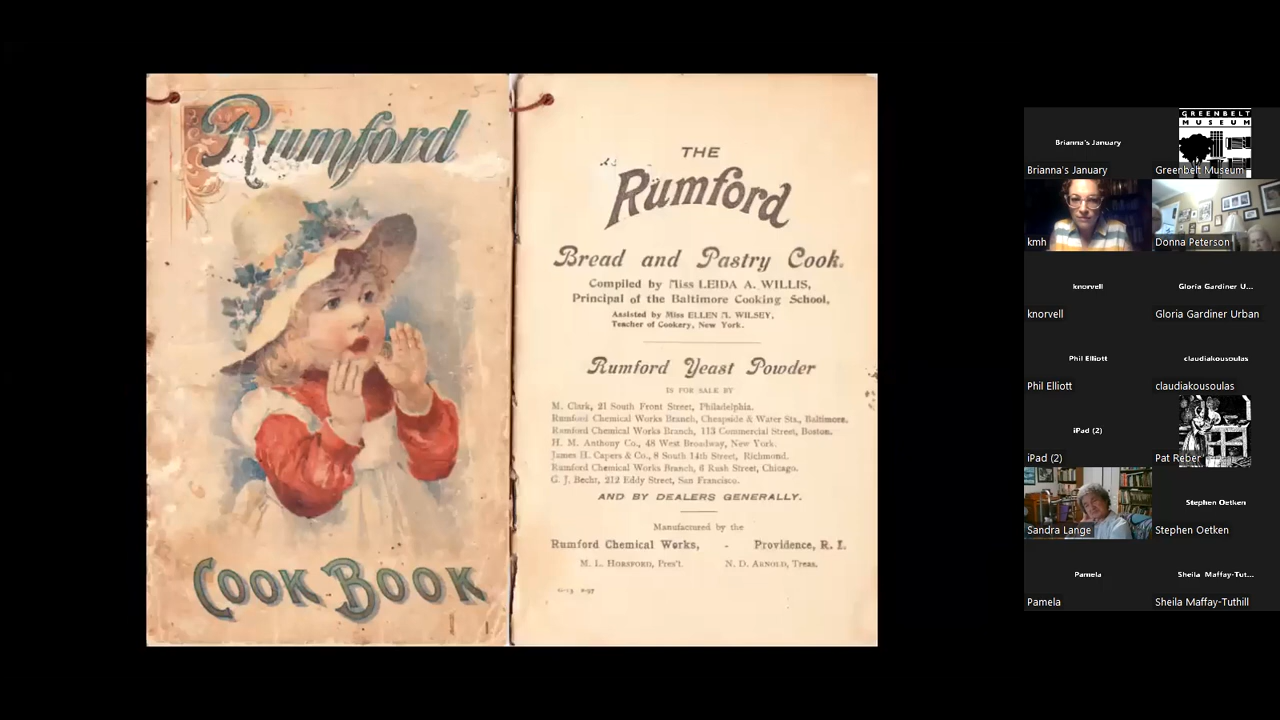 Rumford
COOK BOOK
THE
Rumford
Bread and Pastry Cook.
Compiled by Miss LEIDA A. WILLIS,
Principal of the Baltimore Cooking School,
Assisted by Miss ELLEN M. WILSEY,
Teacher of Cookery, New York.
Rumford Yeast Powder
IS FOR SALE BY
M. Clark, 21 South Front Street, Philadelphia.
Rumford Chemical Works Branch, Cheapside & Water Sts., Baltimore.
Rumford Chemical Works Branch, 113 Commercial Street, Boston.
H. M. Anthony Co., 48 West Broadway, New York.
James H. Capers & Co., 8 South 14th Street, Richmond.
Rumford Chemical Works Branch, 6 Rush Street, Chicago.
G. J. Becht, 212 Eddy Street, San Francisco.
AND BY DEALERS GENERALLY.
Manufactured by the
Rumford Chemical Works, - Providence, R. I.
M. L. HORSFORD, Pres't. N. D. ARNOLD, Treas.
Brianna's January
Brianna's January
GREENBELT
MUSEUM
Greenbelt Museum
kmh
Donna Peterson
knorvell
knorvell
Gloria Gardiner U...
Gloria Gardiner Urban
Phil Elliott
Phil Elliott
claudiakousoulas
claudiakousoulas
iPad (2)
iPad (2)
Pat Reber
Sandra Lange
Stephen Oetken
Stephen Oetken
Pamela
Pamela
Sheila Maffay-Tut...
Sheila Maffay-Tuthill